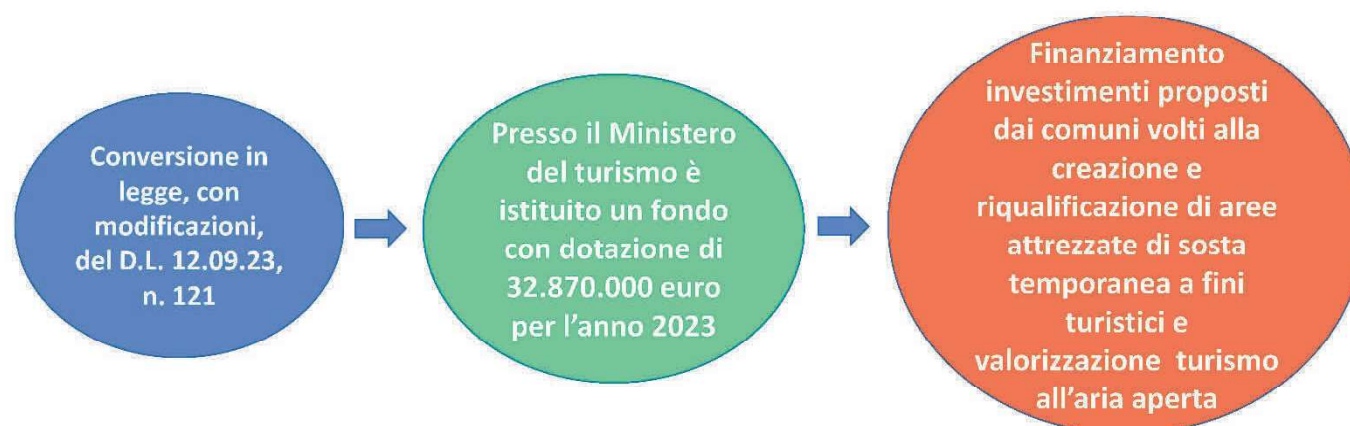 Conversione in
legge, con
modificazioni,
del D.L. 12.09.23,
n. 121
Presso il Ministero
del turismo è
istituito un fondo
con dotazione di
32.870.000 euro
per l’anno 2023
Finanziamento
investimenti proposti
dai comuni volti alla
creazione e
riqualificazione di aree
attrezzate di sosta
temporanea a fini
turistici e
valorizzazione turismo
all’aria aperta